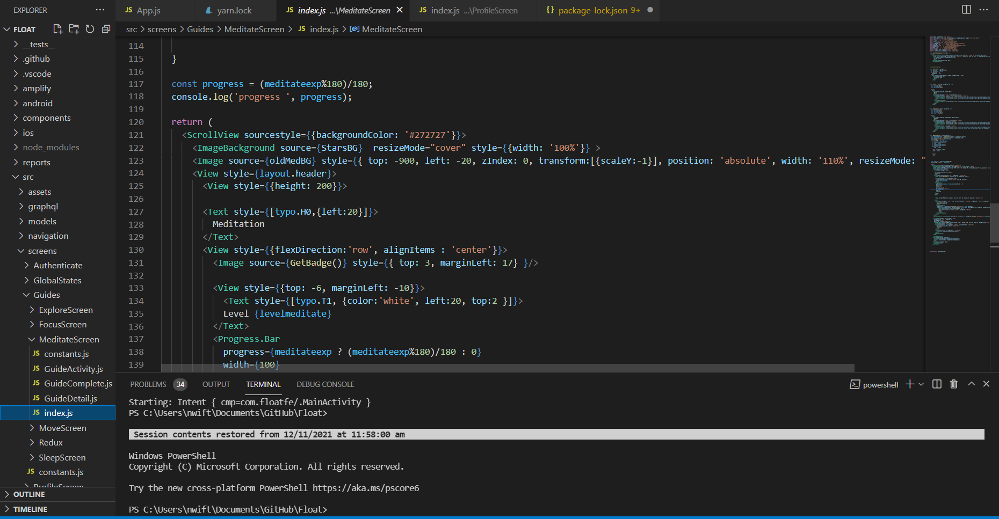 EXPLORER
FLOAT
__tests__
.github
.vscode
amplify
android
components
ios
node_modules
reports
src
assets
graphql
models
navigation
screens
Authenticate
GlobalStates
Guides
ExploreScreen
FocusScreen
MeditateScreen
JS constants.js
JS GuideActivity.js
JS GuideComplete.js
JS GuideDetail.js
JS index.js
MoveScreen
Redux
SleepScreen
JS constants.js
ProfileScreen
OUTLINE
TIMELINE
JS App.js
yarn.lock
JS index.js ...\MeditateScreen
JS index.js ...\ProfileScreen
{} package-lock.json 9+
src > screens > Guides > MeditateScreen > JS index.js > MeditateScreen
114
115 }
116
117 const progress = (meditateexp%180)/180;
118 console.log('progress ', progress);
119
120 return (
121 <ScrollView sourcestyle={{backgroundColor: '#272727'}}>
122 <ImageBackground source={StarsBG}  resizeMode="cover" style={{width: '100%'}} >
123 <Image source={oldMedBG} style={{ top: -900, left: -20, zIndex: 0, transform:[{scaleY:-1}], position: 'absolute', width: '110%', resizeMode: "
124 <View style={layout.header}>
125 <View style={{height: 200}}>
126
127 <Text style={[typo.H0,{left:20}]}>
128 Meditation
129 </Text>
130 <View style={{flexDirection:'row', alignItems : 'center'}}>
131 <Image source={GetBadge()} style={{ top: 3, marginLeft: 17} }/>
132
133 <View style={{top: -6, marginLeft: -10}}>
134 <Text style={[typo.T1, {color:'white', left:20, top:2 }]}>
135 Level {levelmeditate}
136 </Text>
137 <Progress.Bar
138 progress={meditateexp ? (meditateexp%180)/180 : 0}
139 width={100}
PROBLEMS 34 OUTPUT TERMINAL DEBUG CONSOLE
powershell
Starting: Intent { cmp=com.floatfe/.MainActivity }
PS C:\Users\nwift\Documents\GitHub\Float>
Session contents restored from 12/11/2021 at 11:58:00 am
Windows PowerShell
Copyright (C) Microsoft Corporation. All rights reserved.
Try the new cross-platform PowerShell https://aka.ms/pscore6
PS C:\Users\nwift\Documents\GitHub\Float>